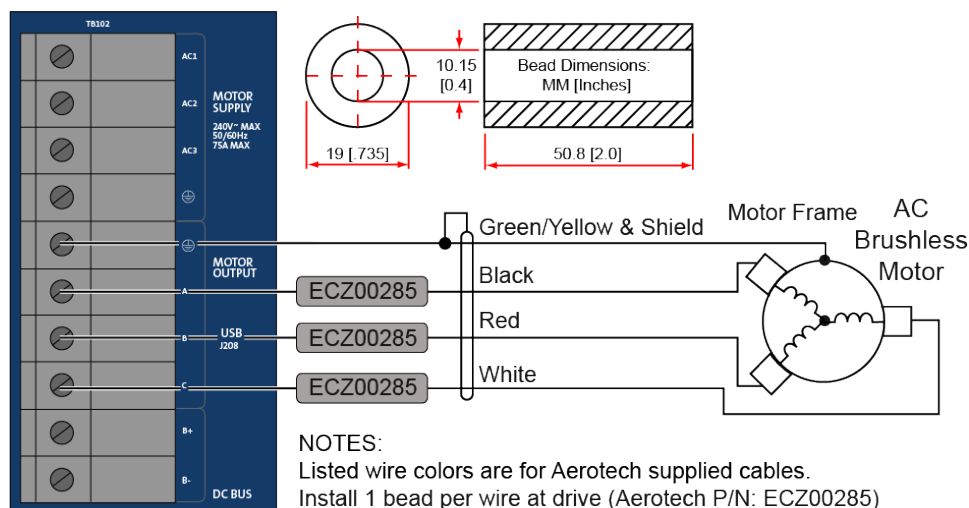 TB102
AC1
AC2
AC3
MOTOR
SUPPLY
240V~ MAX
50/60Hz
75A MAX
MOTOR
OUTPUT
A
B
USB
J208
C
B+
B-
DC BUS
10.15
[0.4]
Bead Dimensions:
MM [Inches]
19 [.735]
50.8 [2.0]
Green/Yellow & Shield
Motor Frame
AC
Brushless
Motor
ECZ00285
Black
ECZ00285
Red
ECZ00285
White
NOTES:
Listed wire colors are for Aerotech supplied cables.
Install 1 bead per wire at drive (Aerotech P/N: ECZ00285)